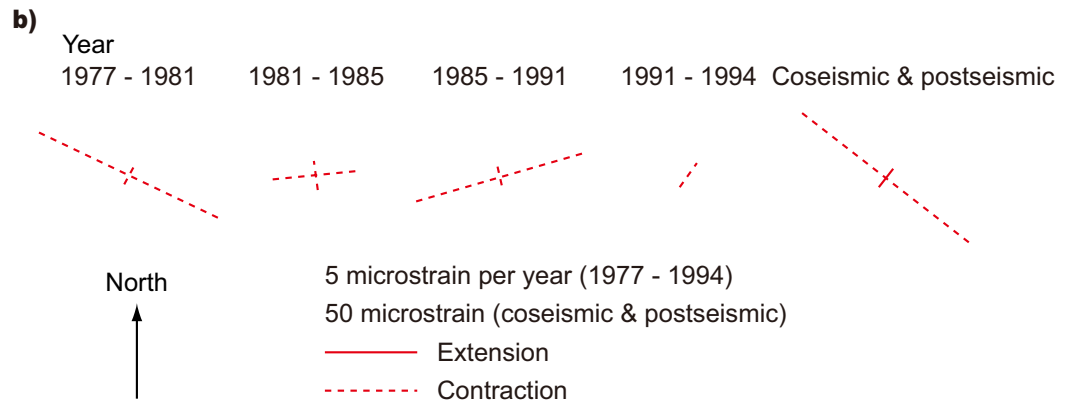 b)
Year
1977 - 1981 1981 - 1985 1985 - 1991 1991 - 1994 Coseismic & postseismic
North
5 microstrain per year (1977 - 1994)
50 microstrain (coseismic & postseismic)
Extension
Contraction